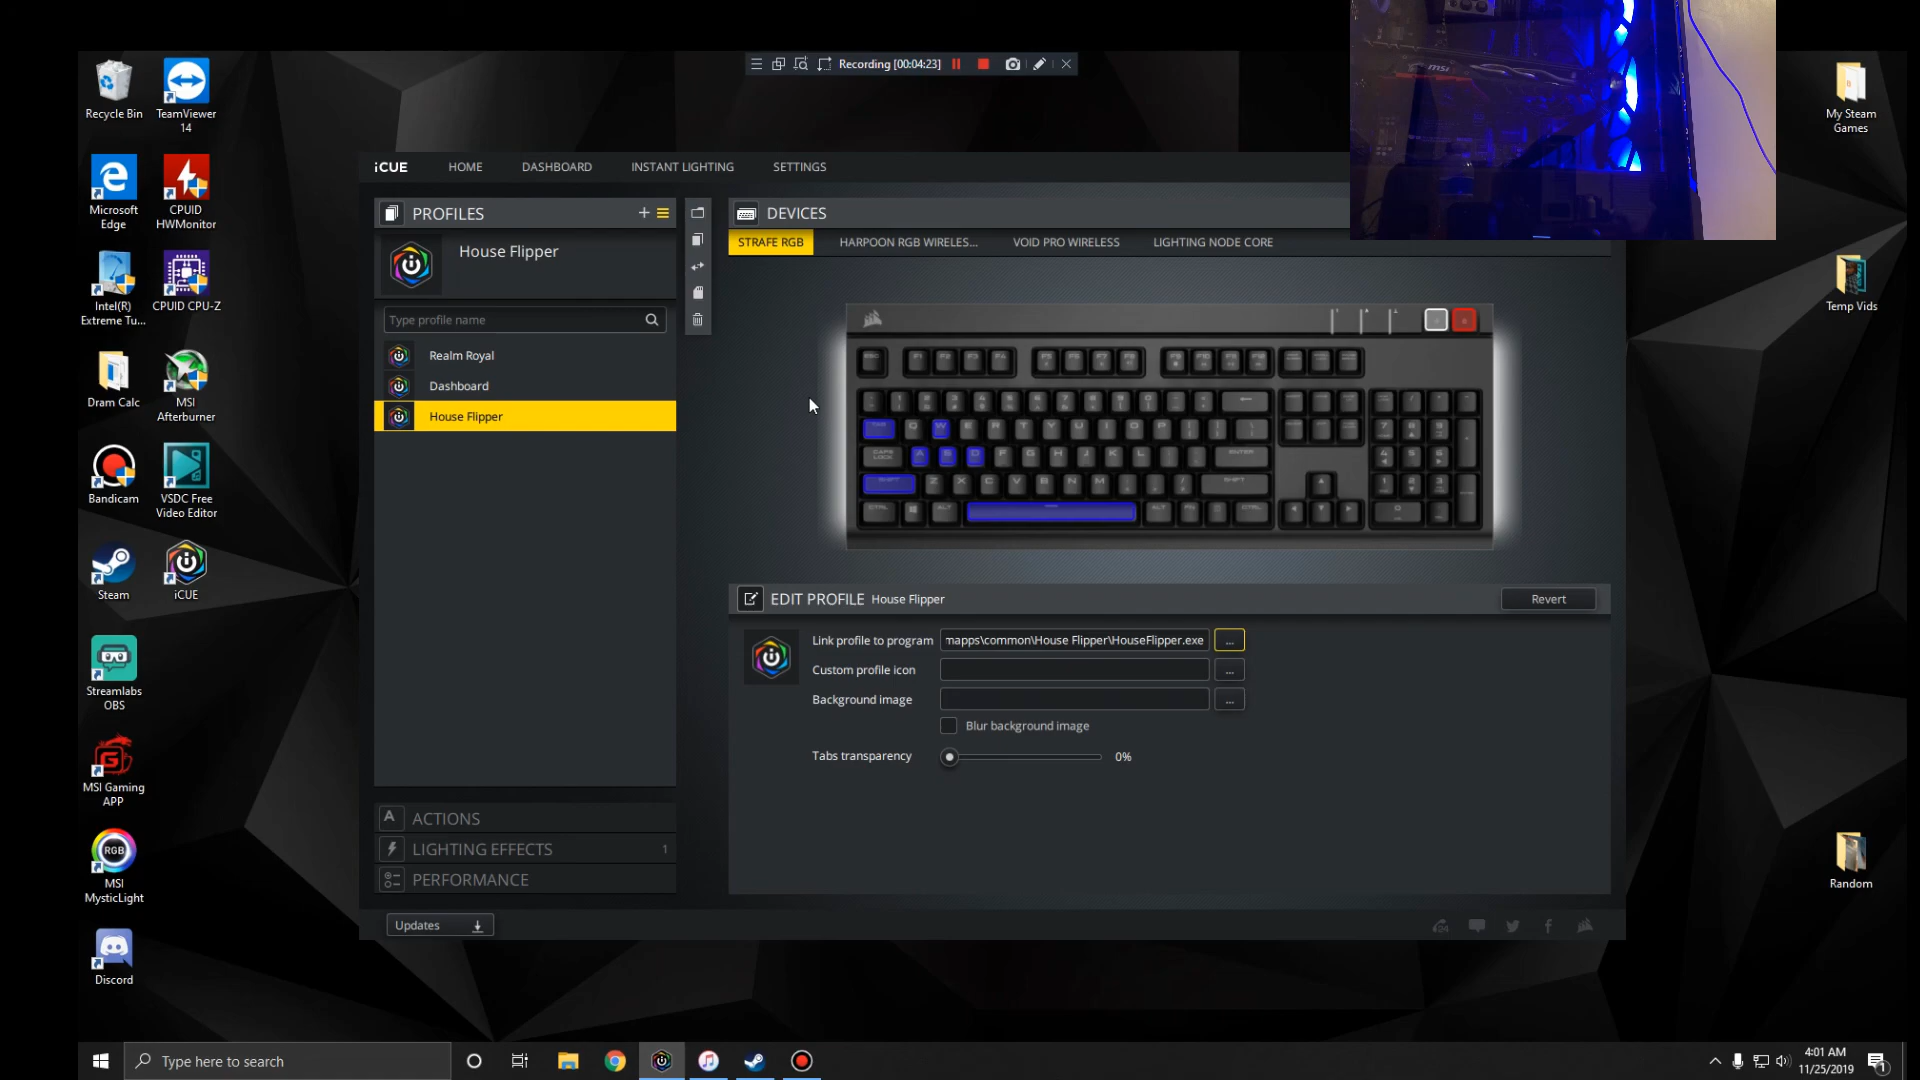 Recording [00:04:23]
Recycle Bin
TeamViewer
14
Microsoft
Edge
CPUID
HWMonitor
Intel(R)
Extreme Tu...
CPUID CPU-Z
Dram Calc
MSI
Afterburner
Bandicam
VSDC Free
Video Editor
Steam
iCUE
Streamlabs
OBS
MSI Gaming
APP
MSI
MysticLight
Discord
My Steam
Games
Temp Vids
Random
iCUE
HOME
DASHBOARD
INSTANT LIGHTING
SETTINGS
PROFILES
House Flipper
Type profile name
Realm Royal
Dashboard
House Flipper
ACTIONS
LIGHTING EFFECTS 1
PERFORMANCE
Updates
DEVICES
STRAFE RGB
HARPOON RGB WIRELES...
VOID PRO WIRELESS
LIGHTING NODE CORE
EDIT PROFILE House Flipper
Revert
Link profile to program
mapps\common\House Flipper\HouseFlipper.exe
...
Custom profile icon
...
Background image
...
Blur background image
Tabs transparency
0%
Type here to search
4:01 AM
11/25/2019